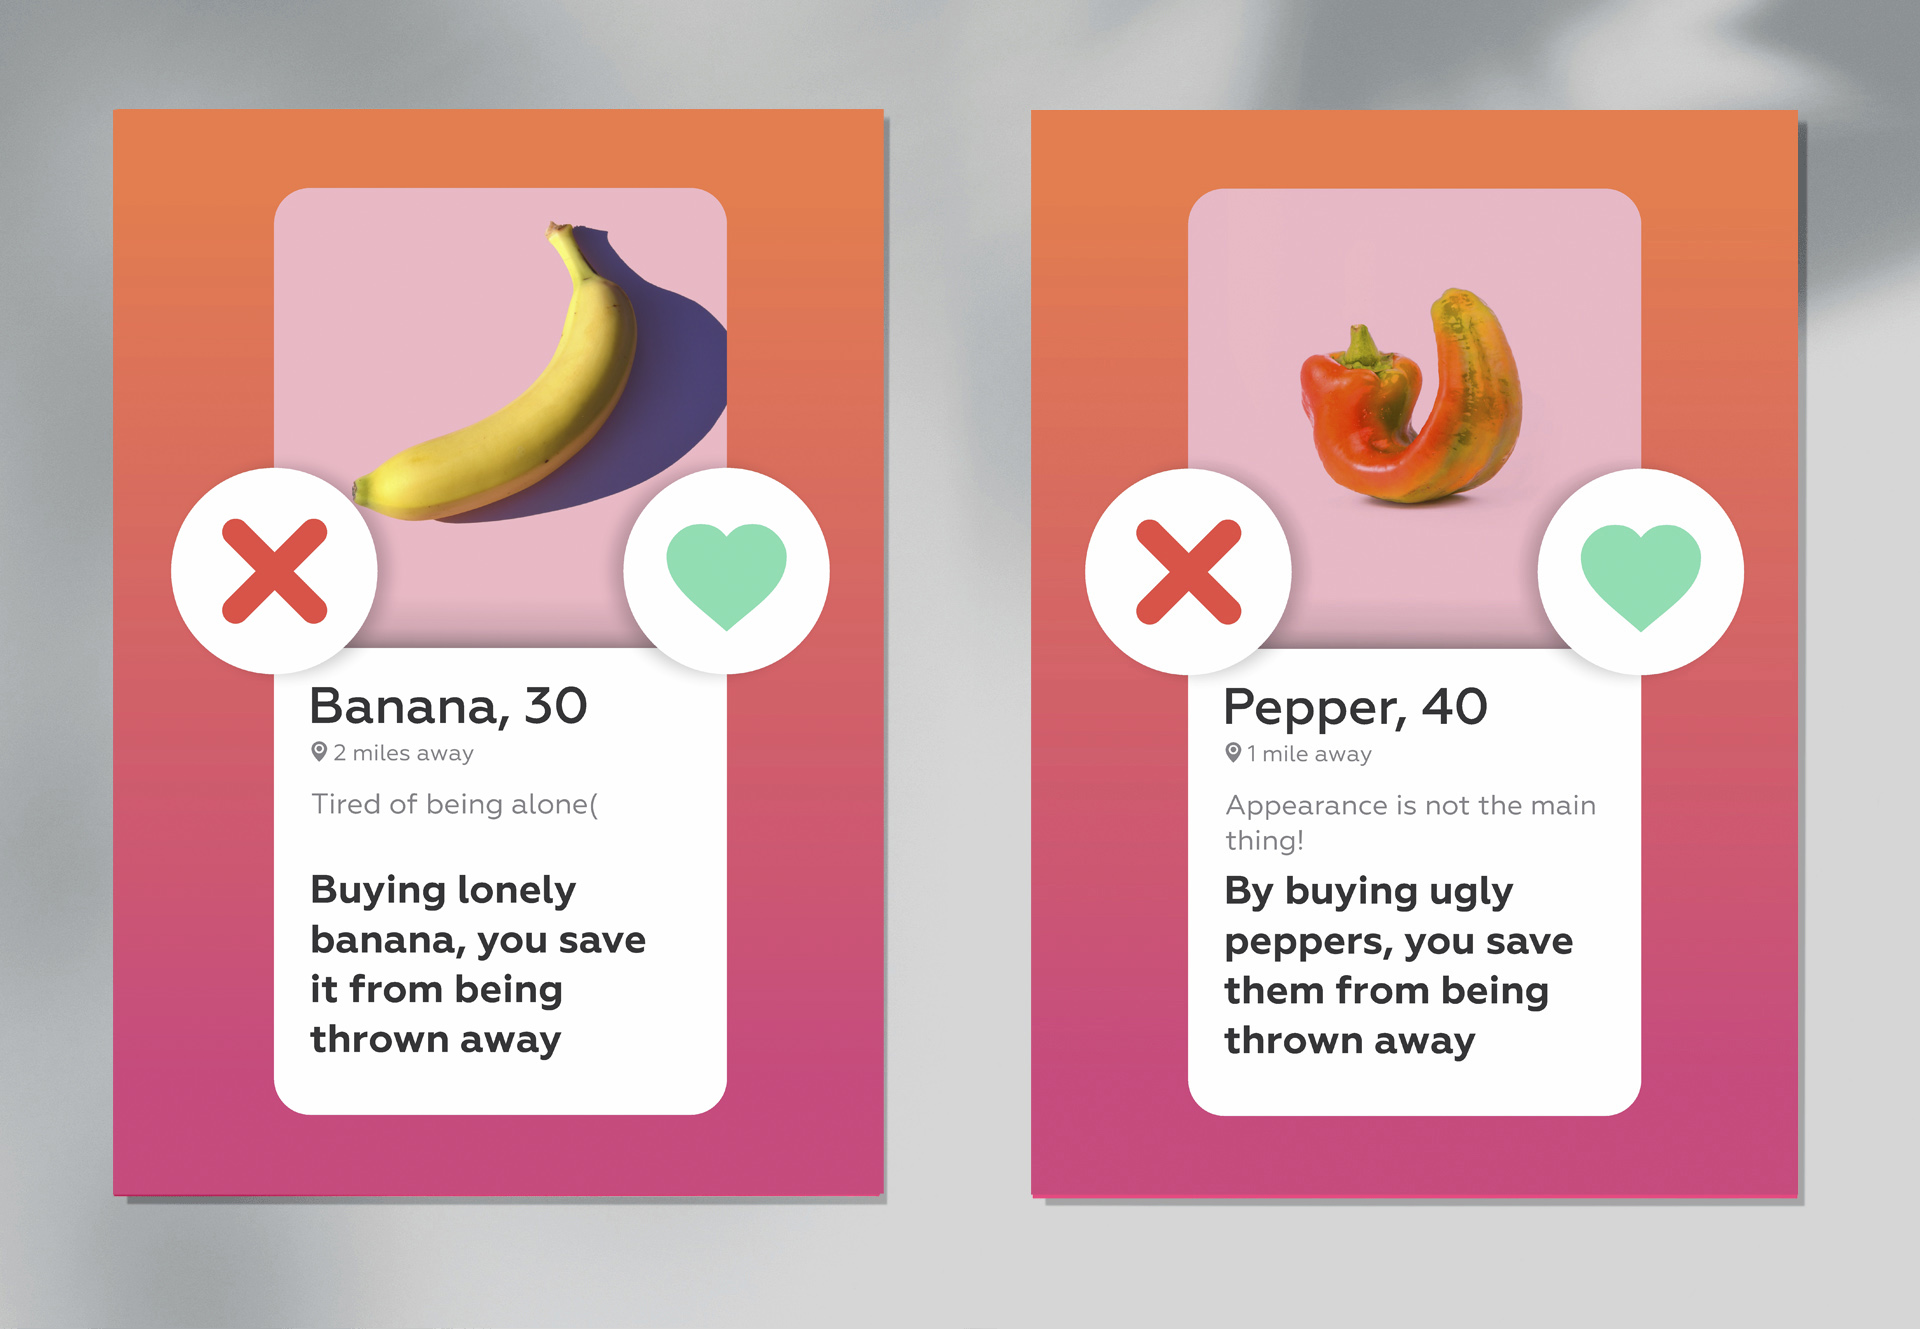 Banana, 30
2 miles away
Tired of being alone(
Buying lonely
banana, you save
it from being
thrown away
Pepper, 40
1 mile away
Appearance is not the main
thing!
By buying ugly
peppers, you save
them from being
thrown away